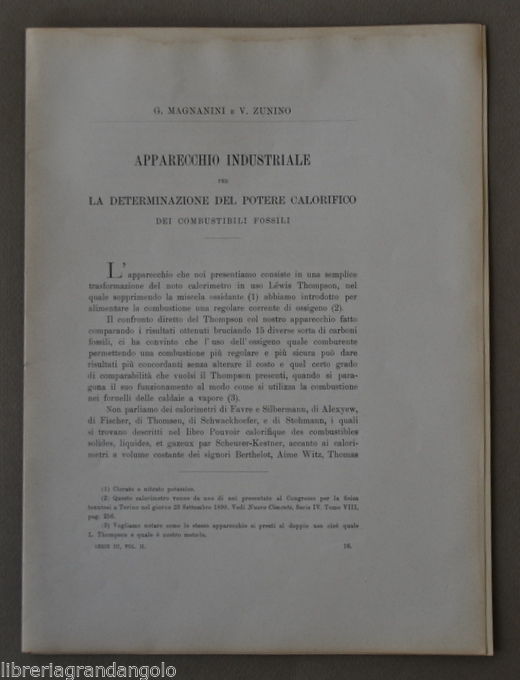 G. MAGNANINI E V. ZUNINO
APPARECCHIO INDUSTRIALE
PER
LA DETERMINAZIONE DEL POTERE CALORIFICO
DEI COMBUSTIBILI FOSSILI
L' apparecchio che noi presentiamo consiste in una semplice
trasformazione del noto calorimetro in uso Léwis Thompson, nel
quale sopprimendo la miscela ossidante (1) abbiamo introdotto per
alimentare la combustione una regolare corrente di ossigeno (2).
Il confronto diretto del Thompson col nostro apparecchio fatto
comparando i risultati ottenuti bruciando 15 diverse sorta di carboni
fossili, ci ha convinto che l' uso dell' ossigeno quale comburente
permettendo una combustione più regolare e più sicura può dare
risultati più concordanti senza alterare il costo e quel certo grado
di comparabilità che vuolsi il Thompson presenti, quando si para-
gona il suo funzionamento al modo come si utilizza la combustione
nei fornelli delle caldaie a vapore (3).
Non parliamo dei calorimetri di Favre e Silbermann, di Alexyew,
di Fischer, di Thomsen, di Schwackhoefer, e di Stohmann, i quali
si trovano descritti nel libro Pouvoir calorifique des combustibles
solides, liquides, et gazeux par Scheurer-Kestner, accanto ai calori-
metri a volume costante dei signori Berthelot, Aime Witz, Thomas
(1) Clorato e nitrato potassico.
(2) Questo calorimetro venne da uno di noi presentato al Congresso per la fisica
tenutosi a Torino nel giorno 23 Settembre 1898. Vedi Nuovo Cimento, Serie IV. Tomo VIII,
pag. 256.
(3) Vogliamo notare come lo stesso apparecchio si presti al doppio uso cioè quale
L. Thompson e quale è nostro metodo.
SERIE III, VOL. II. 16.
libreriagrandangolo